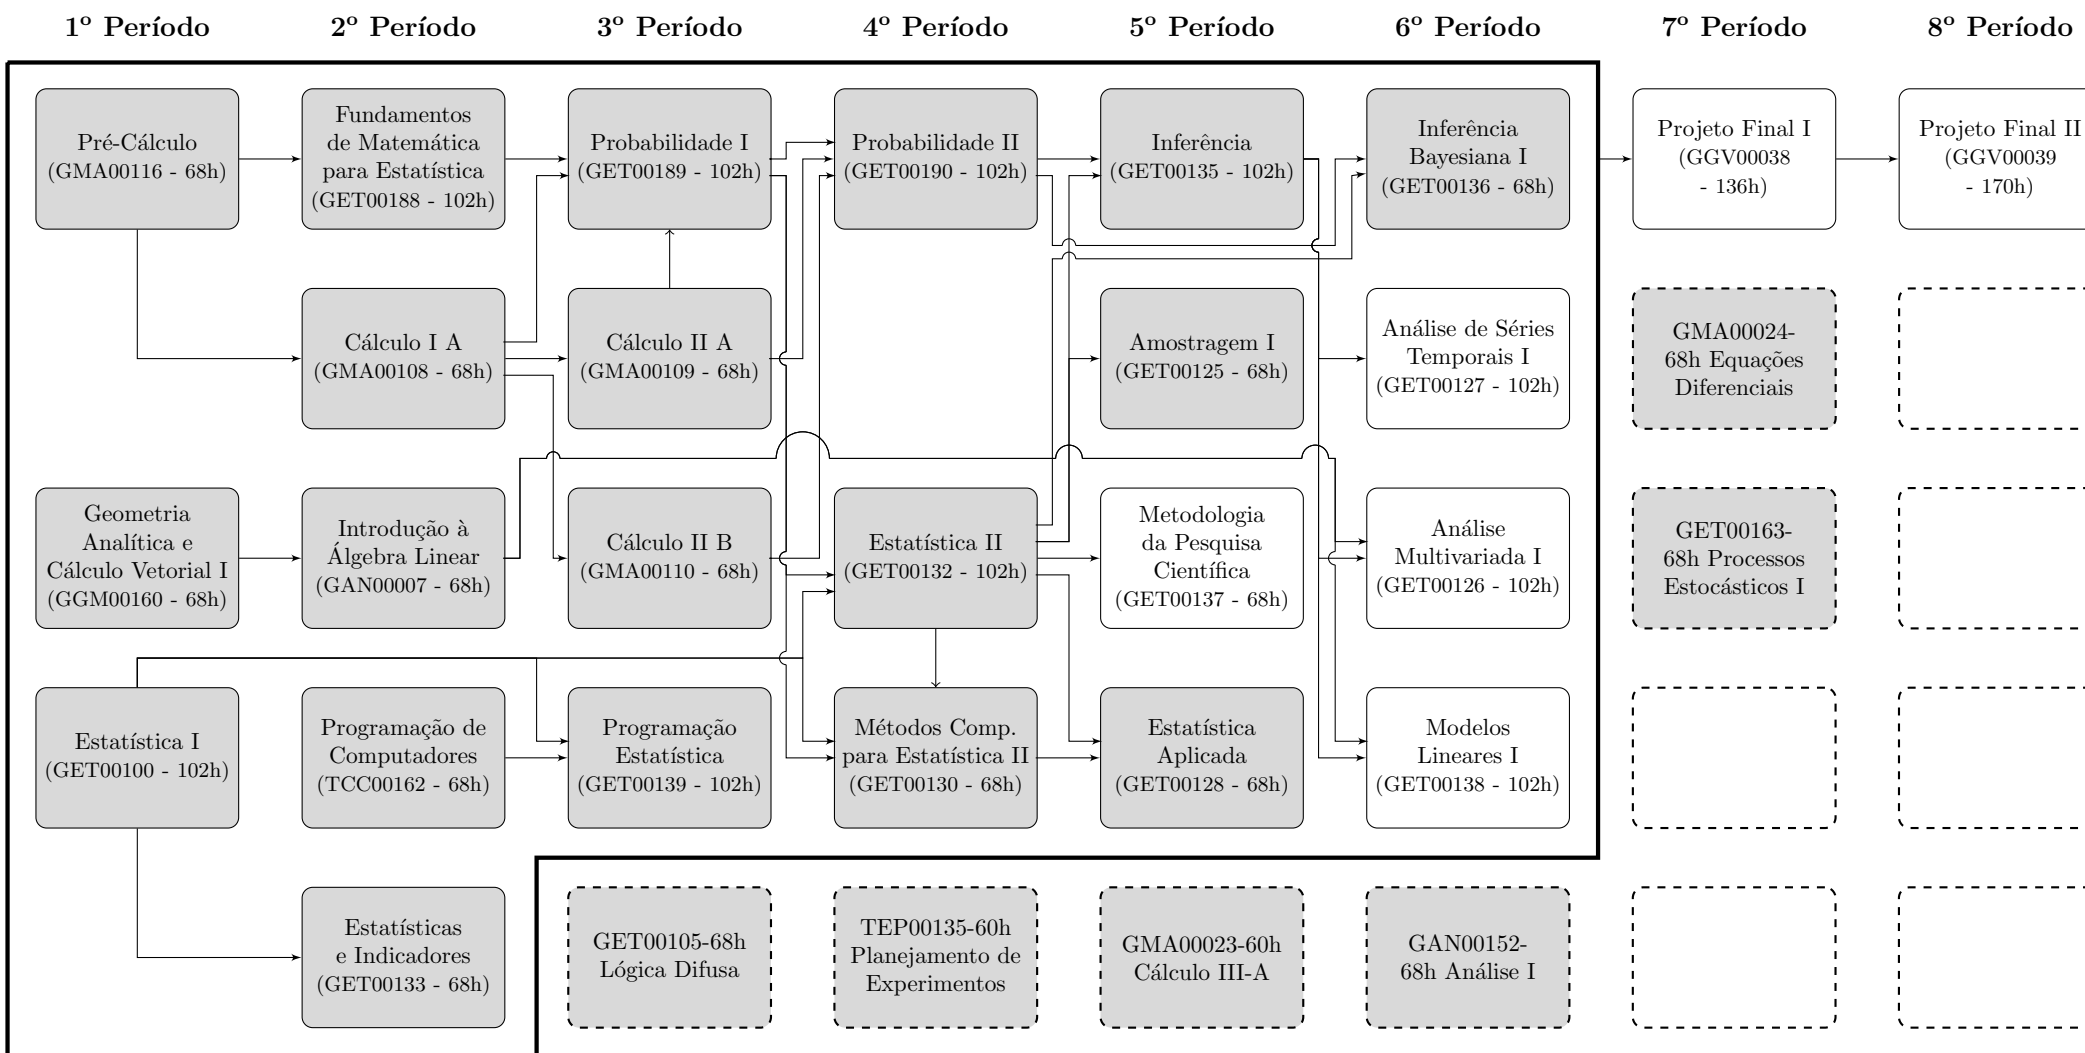 1º Período
2º Período
3º Período
4º Período
5º Período
6º Período
7º Período
8º Período
Pré-Cálculo
(GMA00116 - 68h)
Fundamentos
de Matemática
para Estatística
(GET00188 - 102h)
Probabilidade I
(GET00189 - 102h)
Probabilidade II
(GET00190 - 102h)
Inferência
(GET00135 - 102h)
Inferência
Bayesiana I
(GET00136 - 68h)
Projeto Final I
(GGV00038
- 136h)
Projeto Final II
(GGV00039
- 170h)
Cálculo I A
(GMA00108 - 68h)
Cálculo II A
(GMA00109 - 68h)
Amostragem I
(GET00125 - 68h)
Análise de Séries
Temporais I
(GET00127 - 102h)
GMA00024-
68h Equações
Diferenciais
Geometria
Analítica e
Cálculo Vetorial I
(GGM00160 - 68h)
Introdução à
Álgebra Linear
(GAN00007 - 68h)
Cálculo II B
(GMA00110 - 68h)
Estatística II
(GET00132 - 102h)
Metodologia
da Pesquisa
Científica
(GET00137 - 68h)
Análise
Multivariada I
(GET00126 - 102h)
GET00163-
68h Processos
Estocásticos I
Estatística I
(GET00100 - 102h)
Programação de
Computadores
(TCC00162 - 68h)
Programação
Estatística
(GET00139 - 102h)
Métodos Comp.
para Estatística II
(GET00130 - 68h)
Estatística
Aplicada
(GET00128 - 68h)
Modelos
Lineares I
(GET00138 - 102h)
Estatísticas
e Indicadores
(GET00133 - 68h)
GET00105-68h
Lógica Difusa
TEP00135-60h
Planejamento de
Experimentos
GMA00023-60h
Cálculo III-A
GAN00152-
68h Análise I